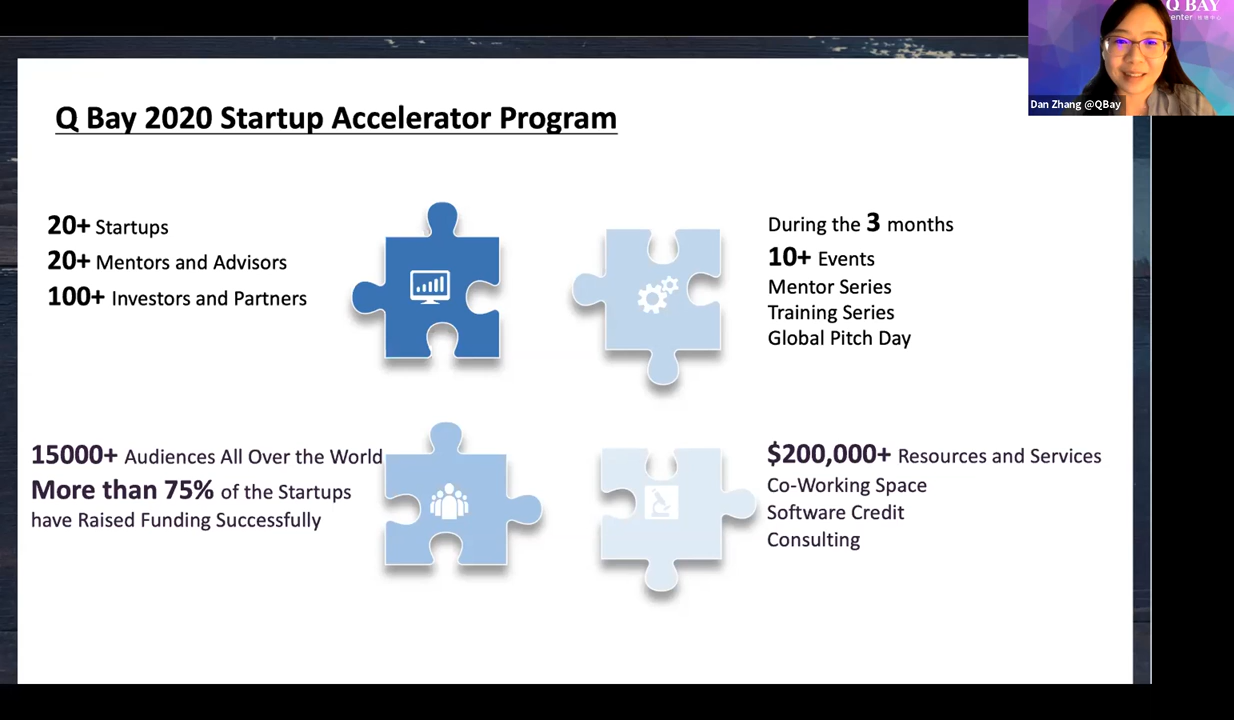 Q BAY
enter
Dan Zhang @QBay
Q Bay 2020 Startup Accelerator Program
20+ Startups
20+ Mentors and Advisors
100+ Investors and Partners
During the 3 months
10+ Events
Mentor Series
Training Series
Global Pitch Day
15000+ Audiences All Over the World
More than 75% of the Startups
have Raised Funding Successfully
$200,000+ Resources and Services
Co-Working Space
Software Credit
Consulting